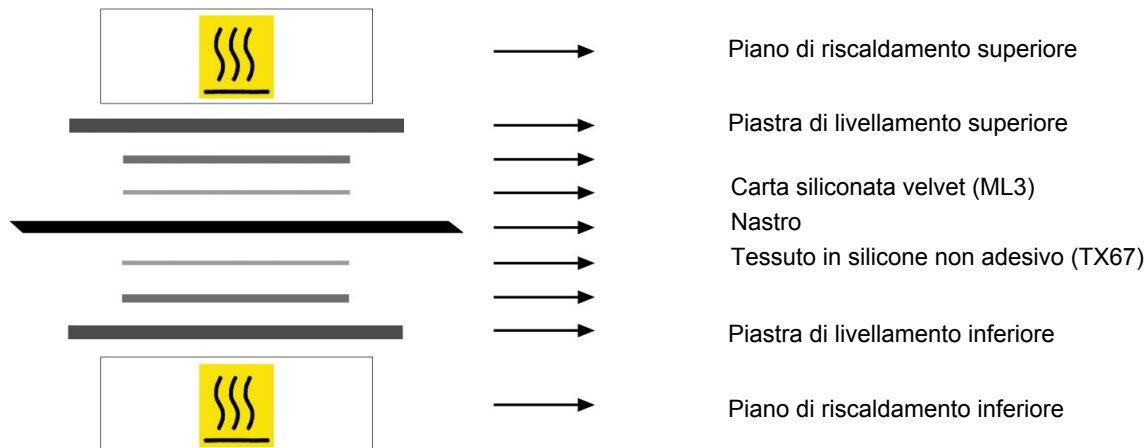 Piano di riscaldamento superiore
Piastra di livellamento superiore
Carta siliconata velvet (ML3)
Nastro
Tessuto in silicone non adesivo (TX67)
Piastra di livellamento inferiore
Piano di riscaldamento inferiore